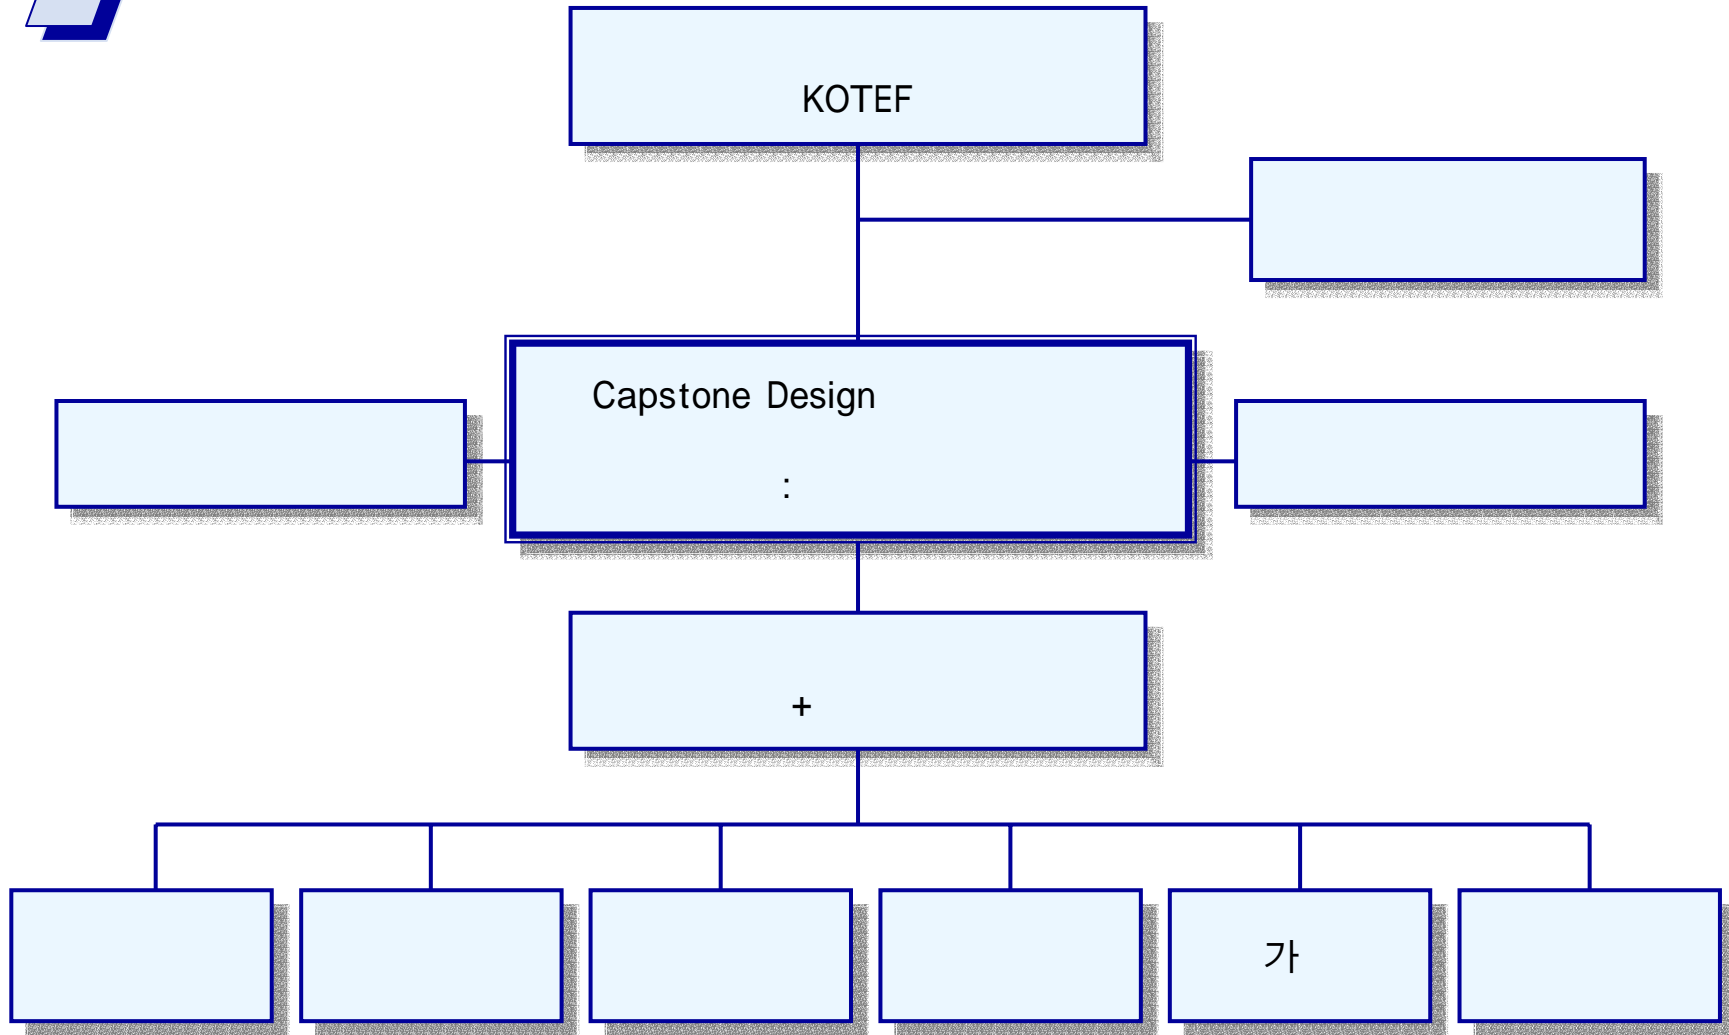 KOTEF
Capstone Design
:
+
가